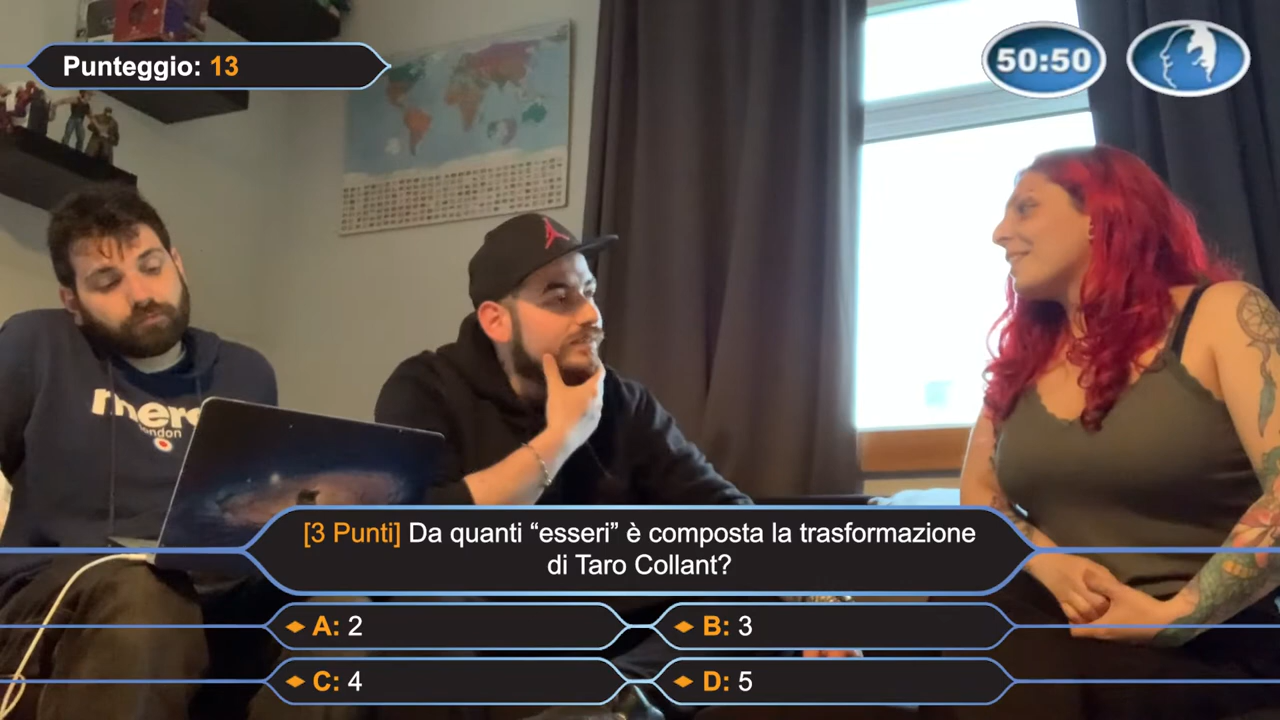 Punteggio: 13
50:50
merc
london
[3 Punti] Da quanti “esseri” è composta la trasformazione
di Taro Collant?
A: 2
B: 3
C: 4
D: 5